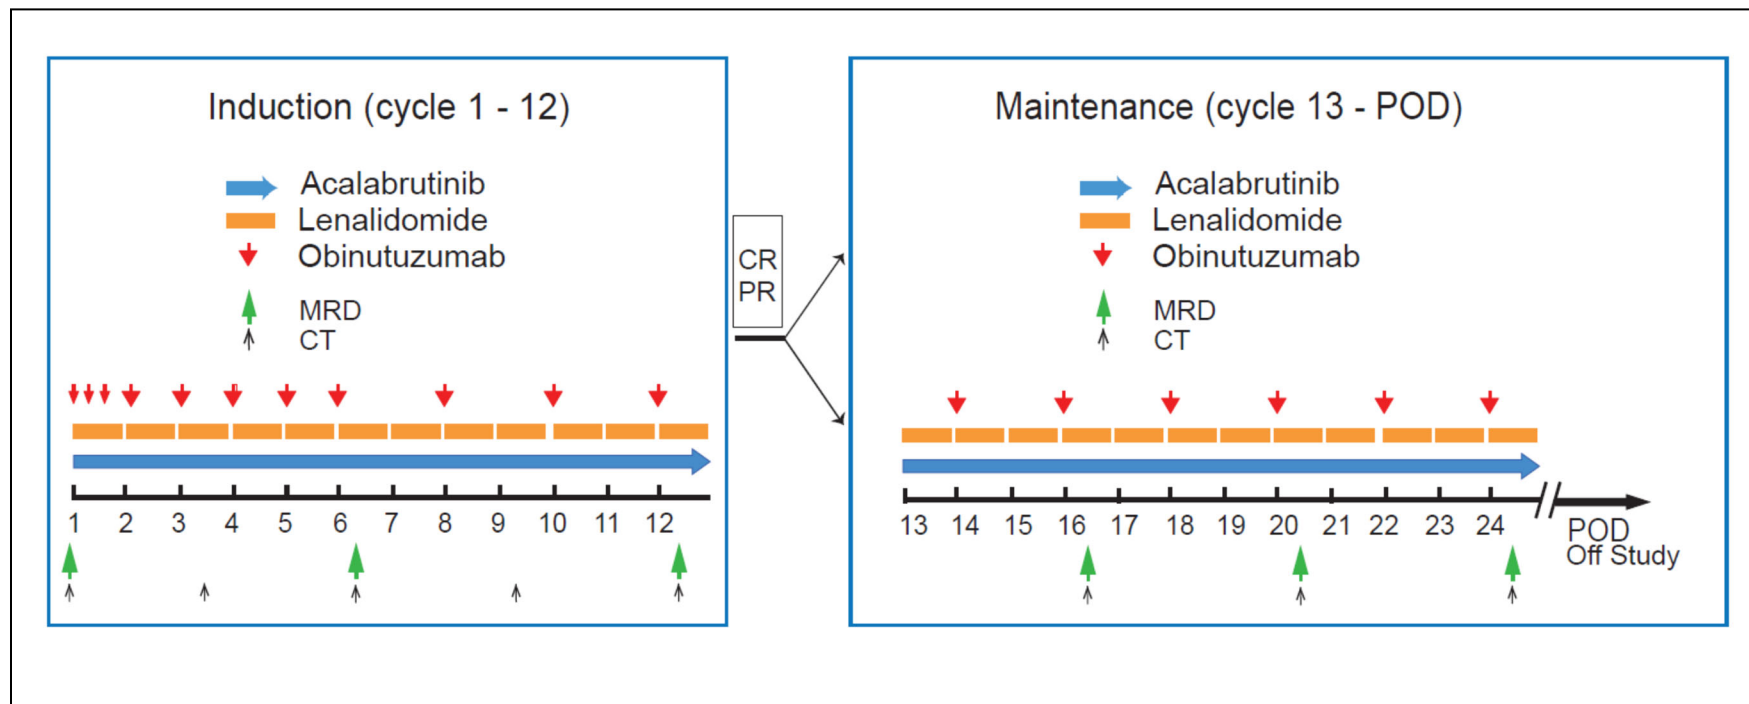 Induction (cycle 1 - 12)
Acalabrutinib
Lenalidomide
Obinutuzumab
MRD
CT
1 2 3 4 5 6 7 8 9 10 11 12
CR
PR
Maintenance (cycle 13 - POD)
Acalabrutinib
Lenalidomide
Obinutuzumab
MRD
CT
13 14 15 16 17 18 19 20 21 22 23 24
POD
Off Study